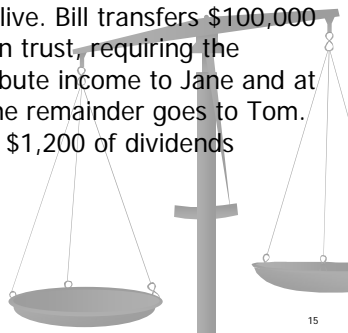 live. Bill transfers $100,000
n trust, requiring the
bute income to Jane and at
he remainder goes to Tom.
$1,200 of dividends
15